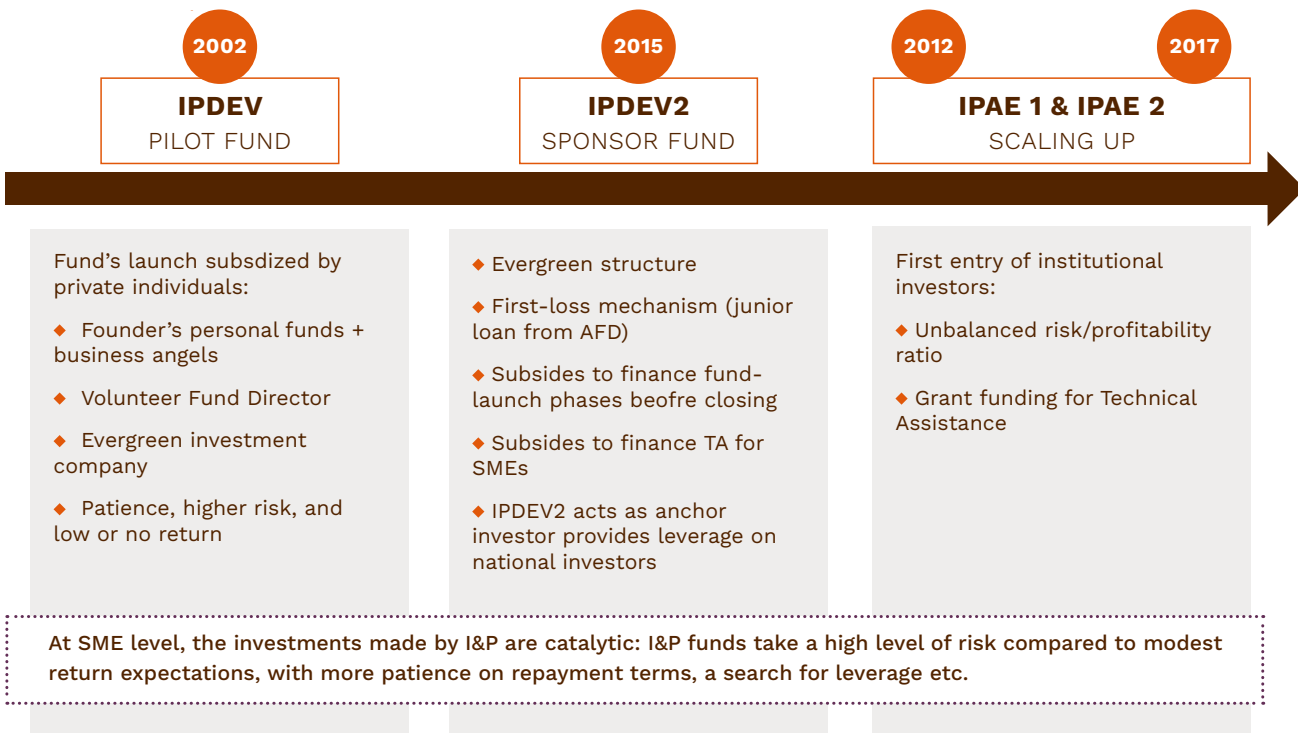 2002
IPDEV
PILOT FUND
2015
IPDEV2
SPONSOR FUND
2012
2017
IPAE 1 & IPAE 2
SCALING UP
Fund's launch subsdized by
private individuals:
◆ Founder's personal funds +
business angels
◆ Volunteer Fund Director
◆ Evergreen investment
company
◆ Patience, higher risk, and
low or no return
◆ Evergreen structure
◆ First-loss mechanism (junior
loan from AFD)
◆ Subsides to finance fund-
launch phases beofre closing
◆ Subsides to finance TA for
SMEs
◆ IPDEV2 acts as anchor
investor provides leverage on
national investors
First entry of institutional
investors:
◆ Unbalanced risk/profitability
ratio
◆ Grant funding for Technical
Assistance
At SME level, the investments made by I&P are catalytic: I&P funds take a high level of risk compared to modest
return expectations, with more patience on repayment terms, a search for leverage etc.